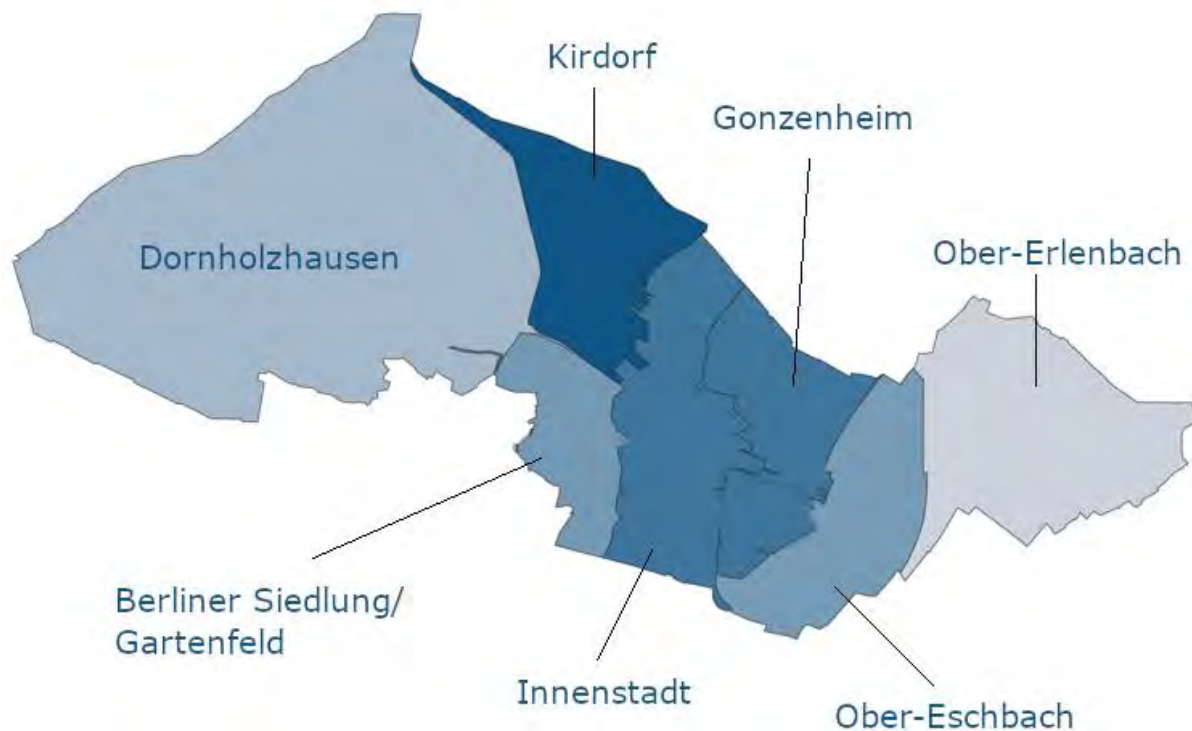 Kirdorf
Gonzenheim
Dornholzhausen
Ober-Erlenbach
Berliner Siedlung/
Gartenfeld
Innenstadt
Ober-Eschbach